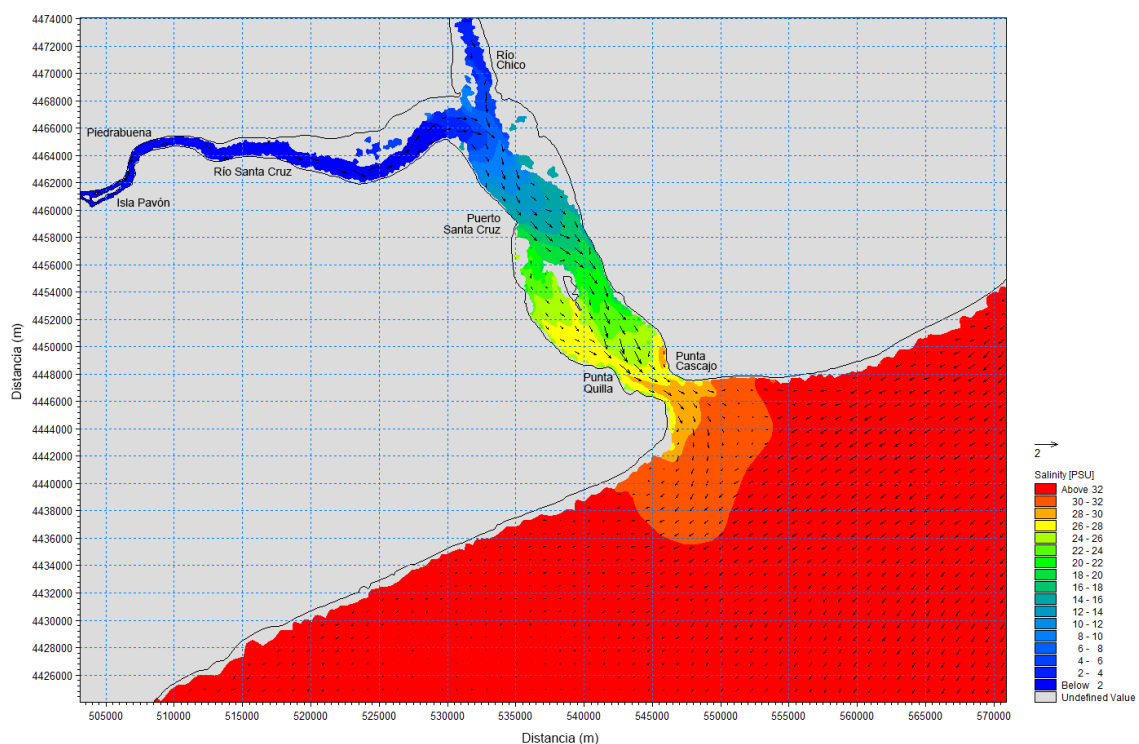 4474000
4472000
4470000
4468000
4466000
4464000
4462000
4460000
4458000
4456000
4454000
4452000
4450000
4448000
4446000
4444000
4442000
4440000
4438000
4436000
4434000
4432000
4430000
4428000
4426000
Distancia (m)
Río
Chico
Piedrabuena
Río Santa Cruz
Isla Pavón
Puerto
Santa Cruz
Punta
Cascajo
Punta
Quilla
505000 510000 515000 520000 525000 530000 535000 540000 545000 550000 555000 560000 565000 570000
Distancia (m)
2
Salinity [PSU]
Above 32
30 - 32
28 - 30
26 - 28
24 - 26
22 - 24
20 - 22
18 - 20
16 - 18
14 - 16
12 - 14
10 - 12
8 - 10
6 - 8
4 - 6
2 - 4
Below 2
Undefined Value